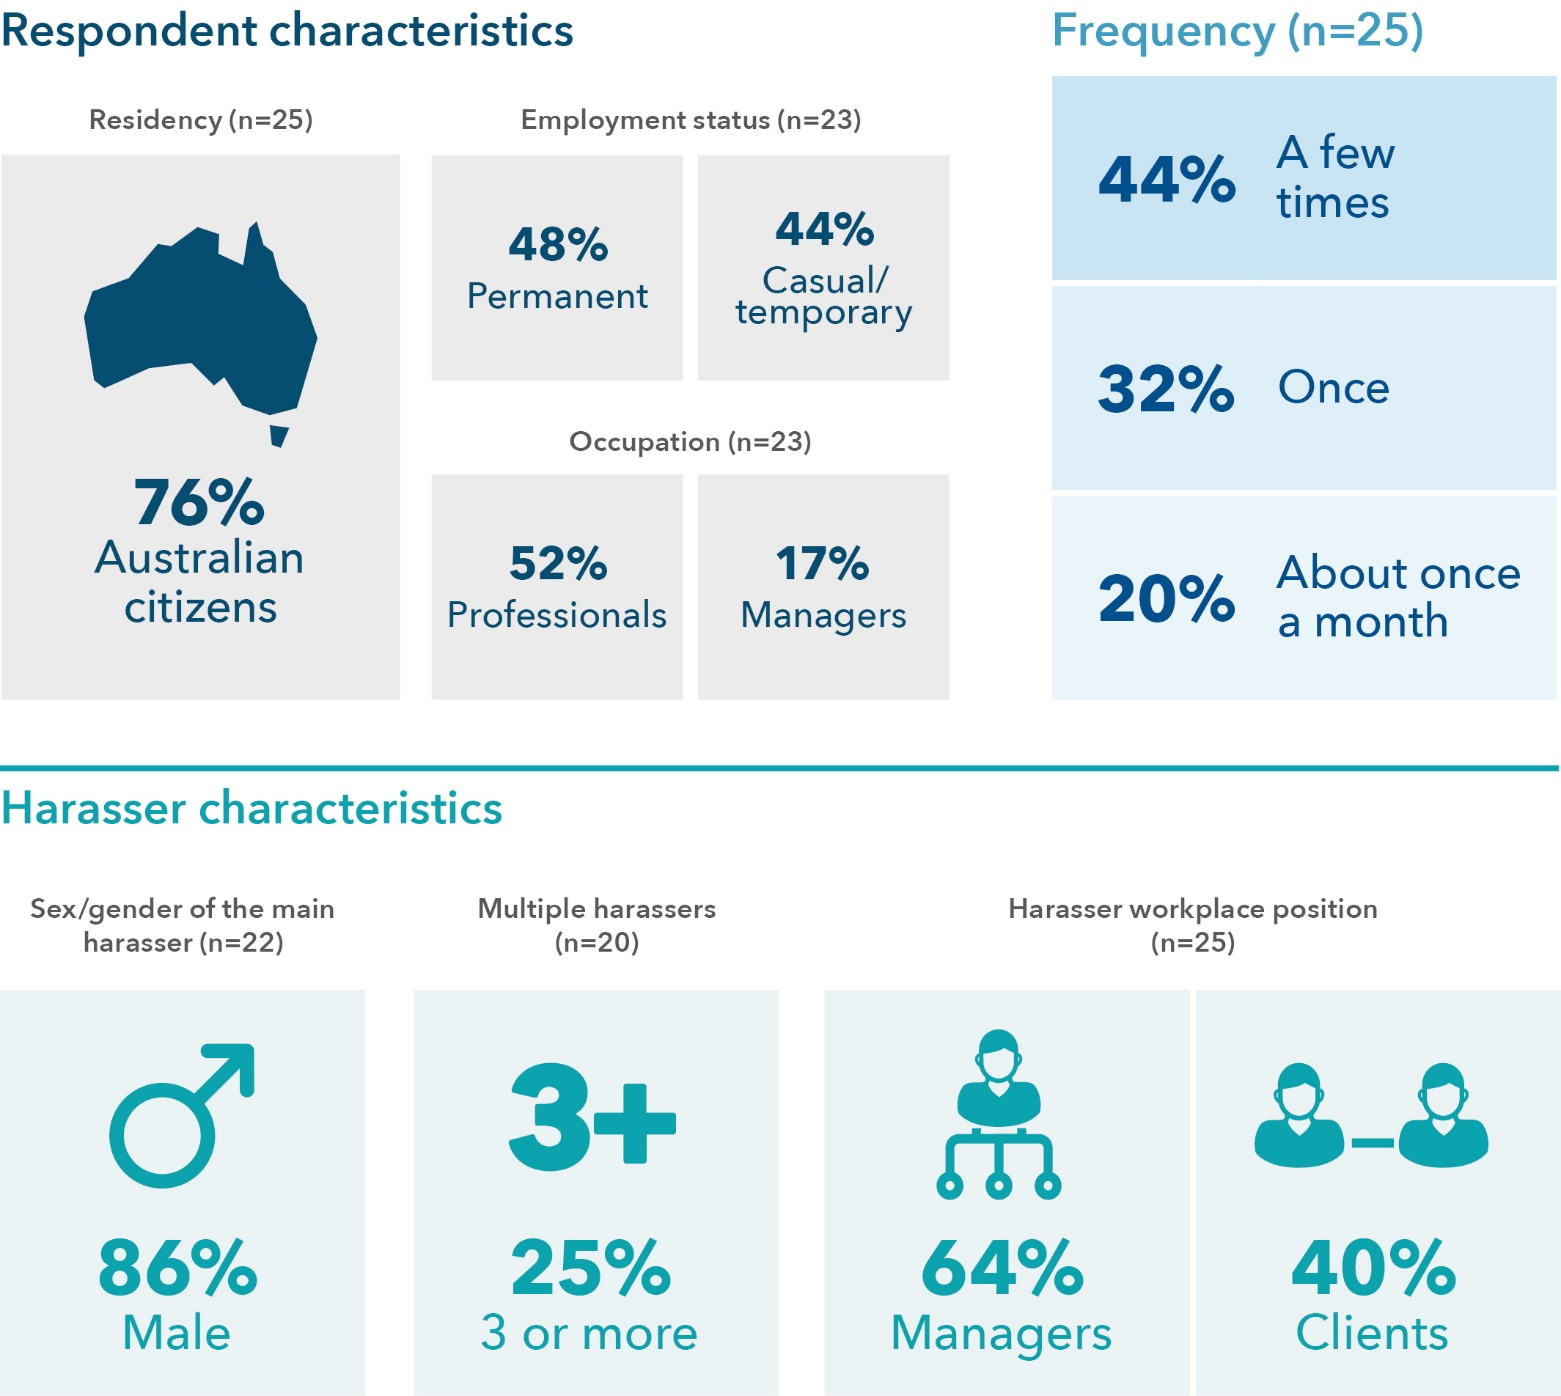 Respondent characteristics
Residency (n=25)
76%
Australian
citizens
Employment status (n=23)
48%
Permanent
44%
Casual/
temporary
Occupation (n=23)
52%
Professionals
17%
Managers
Frequency (n=25)
44%
A few
times
32%
Once
20%
About once
a month
Harasser characteristics
Sex/gender of the main
harasser (n=22)
86%
Male
Multiple harassers
(n=20)
3+
25%
3 or more
Harasser workplace position
(n=25)
64%
Managers
40%
Clients